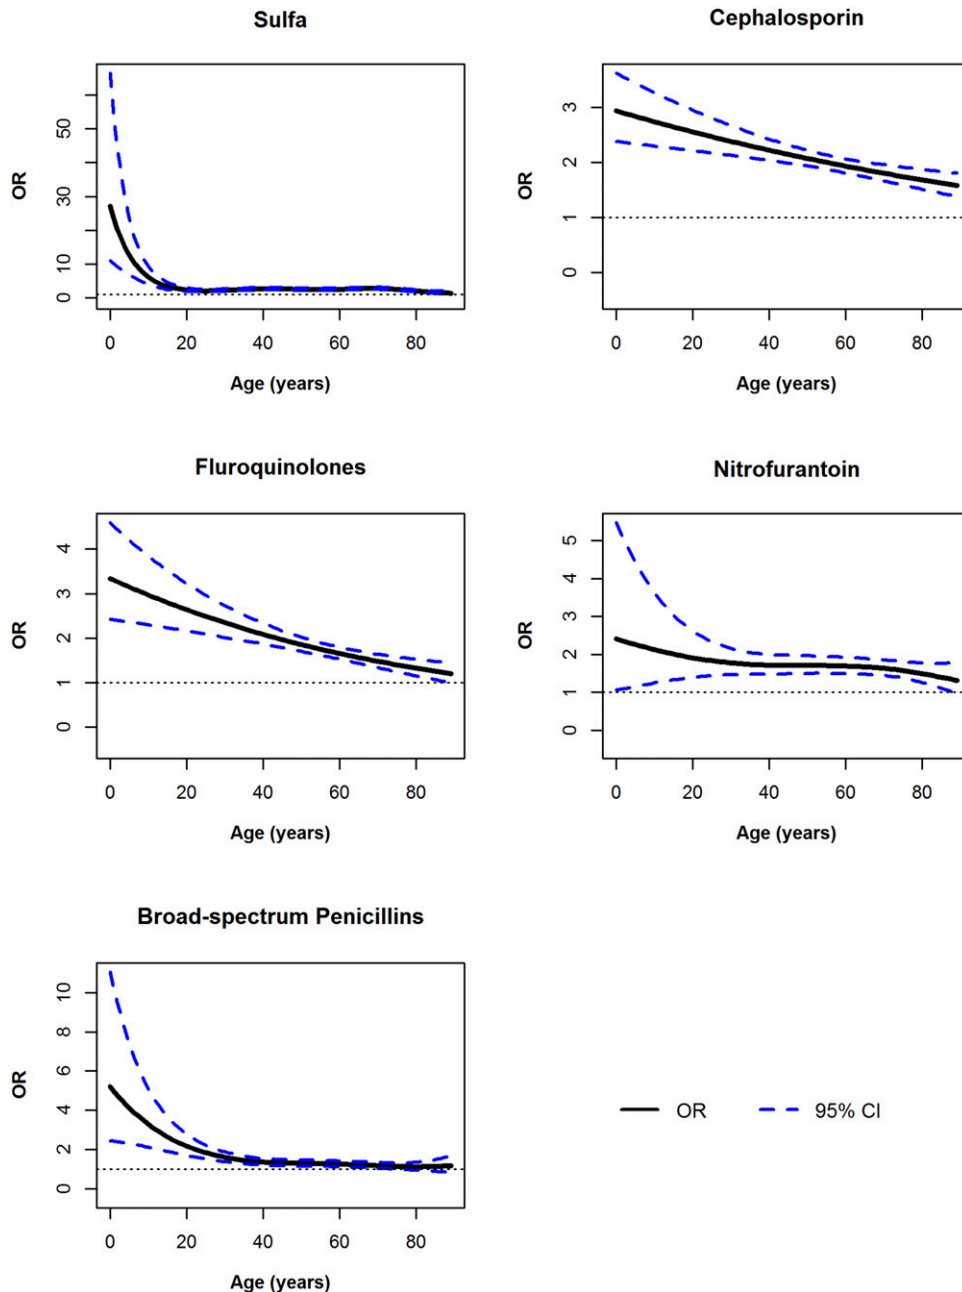 Sulfa
OR
50
30
10
0
0 20 40 60 80
Age (years)
Cephalosporin
OR
3
2
1
0
0 20 40 60 80
Age (years)
Fluroquinolones
OR
4
3
2
1
0
0 20 40 60 80
Age (years)
Nitrofurantoin
OR
5
4
3
2
1
0
0 20 40 60 80
Age (years)
Broad-spectrum Penicillins
OR
10
8
6
4
2
0
0 20 40 60 80
Age (years)
OR 95% CI